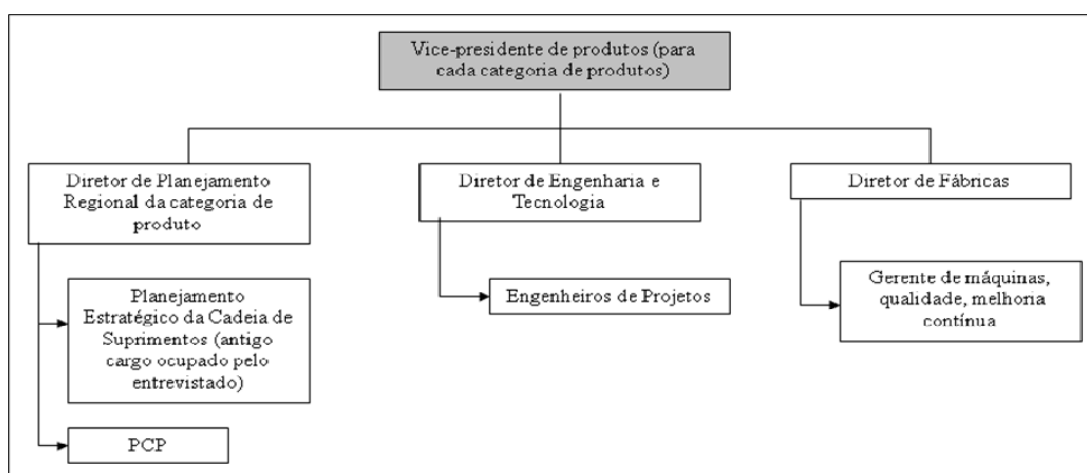 Vice-presidente de produtos (para
cada categoria de produtos)
Diretor de Planejamento
Regional da categoria de
produto
Diretor de Engenharia e
Tecnologia
Diretor de Fábricas
Planejamento
Estratégico da Cadeia de
Suprimentos (antigo
cargo ocupado pelo
entrevistado)
Engenheiros de Projetos
Gerente de máquinas,
qualidade, melhoria
contínua
PCP